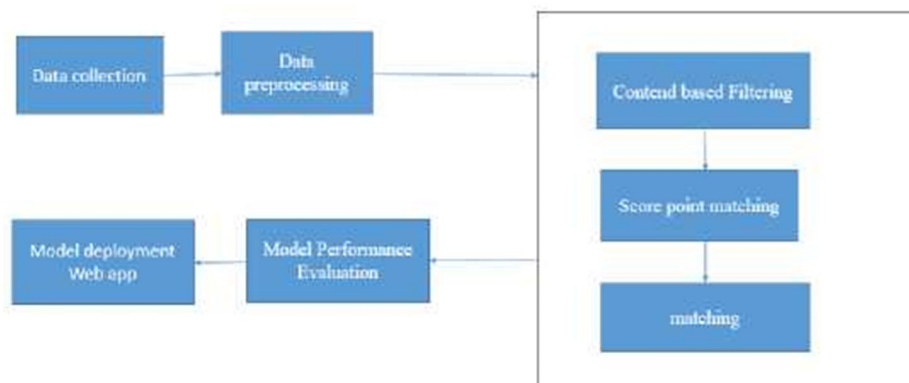 Data collection
Data
preprocessing
Contend based Filtering
Score point matching
matching
Model Performance
Evaluation
Model deployment
Web app